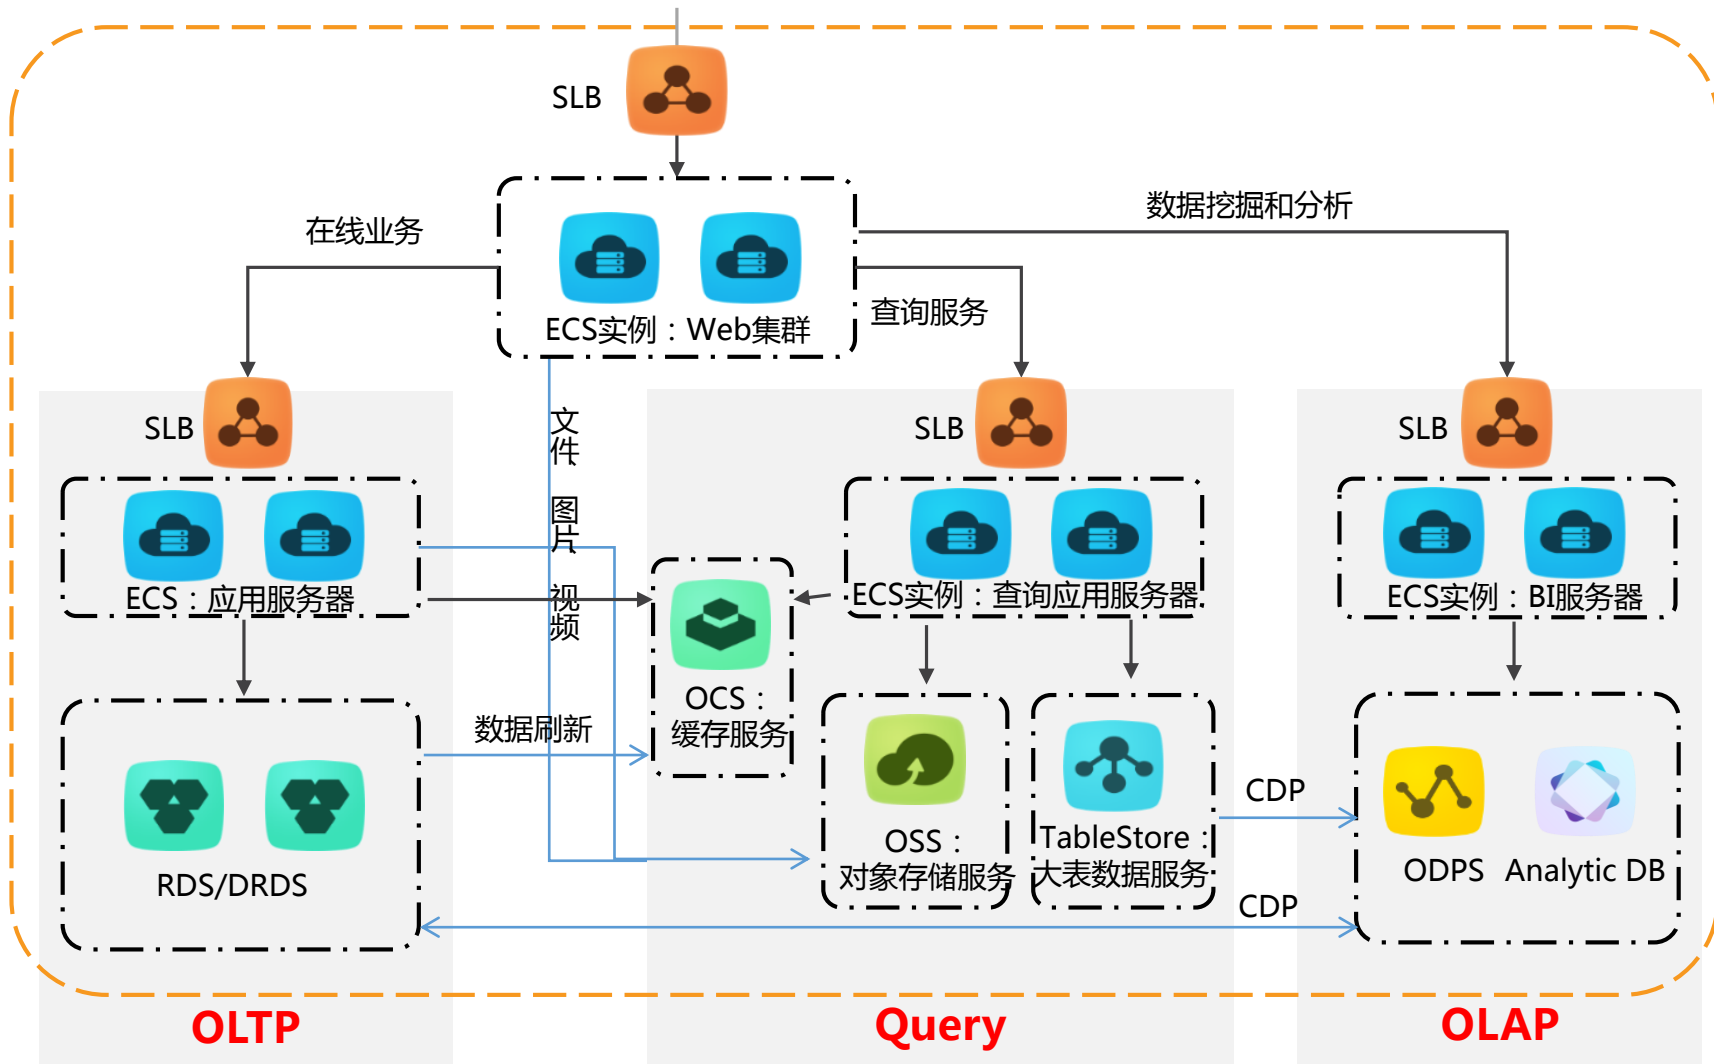 SLB
数据挖掘和分析
在线业务
ECS实例：Web集群
查询服务
SLB
SLB
SLB
文
件、
图
片、
视
频
ECS：应用服务器
ECS实例：查询应用服务器
ECS实例：BI服务器
OCS：
缓存服务
数据刷新
RDS/DRDS
OSS：
对象存储服务
TableStore：
大表数据服务
CDP
ODPS
Analytic DB
CDP
OLTP
Query
OLAP